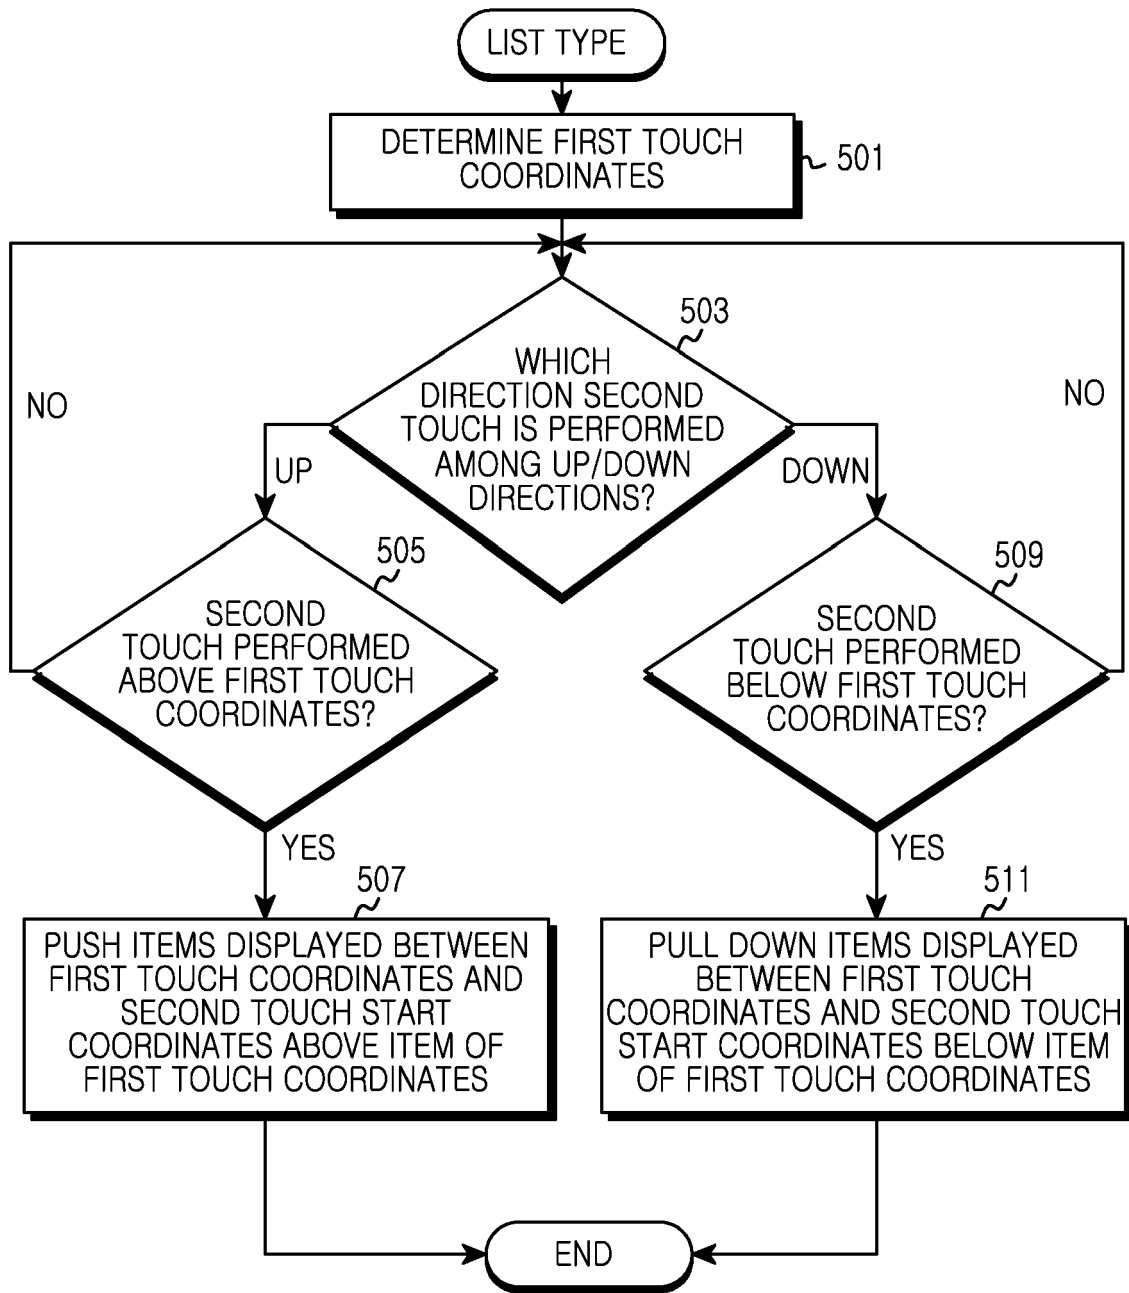 LIST TYPE
DETERMINE FIRST TOUCH
COORDINATES
501
503
WHICH
DIRECTION SECOND
TOUCH IS PERFORMED
AMONG UP/DOWN
DIRECTIONS?
NO
NO
UP
DOWN
505
SECOND
TOUCH PERFORMED
ABOVE FIRST TOUCH
COORDINATES?
509
SECOND
TOUCH PERFORMED
BELOW FIRST TOUCH
COORDINATES?
YES
YES
507
PUSH ITEMS DISPLAYED BETWEEN
FIRST TOUCH COORDINATES AND
SECOND TOUCH START
COORDINATES ABOVE ITEM OF
FIRST TOUCH COORDINATES
511
PULL DOWN ITEMS DISPLAYED
BETWEEN FIRST TOUCH
COORDINATES AND SECOND TOUCH
START COORDINATES BELOW ITEM
OF FIRST TOUCH COORDINATES
END